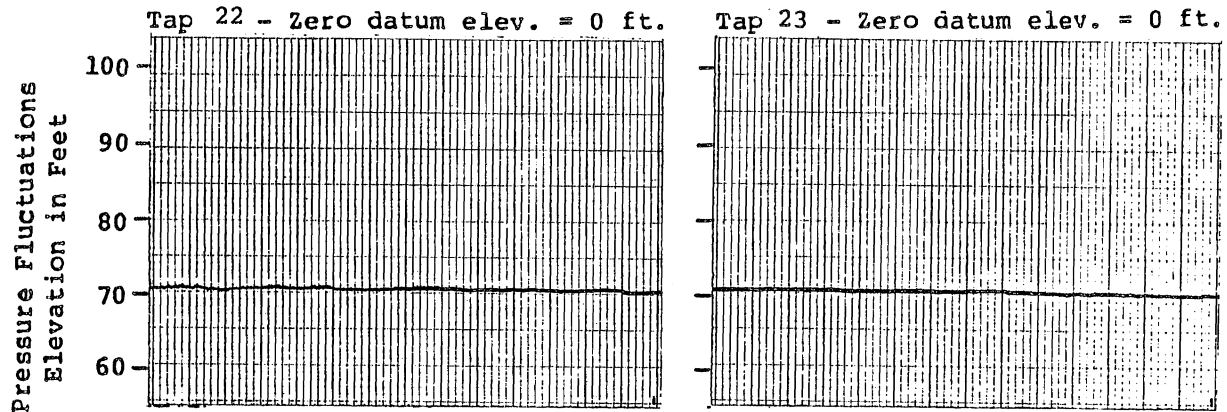 Tap 22 - Zero datum elev. = 0 ft.
Tap 23 - Zero datum elev. = 0 ft.
Pressure Fluctuations
Elevation in Feet
100
90
80
70
60